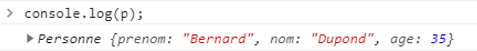 > console.log(p);
▶ Personne {prenom: "Bernard", nom: "Dupond", age: 35}